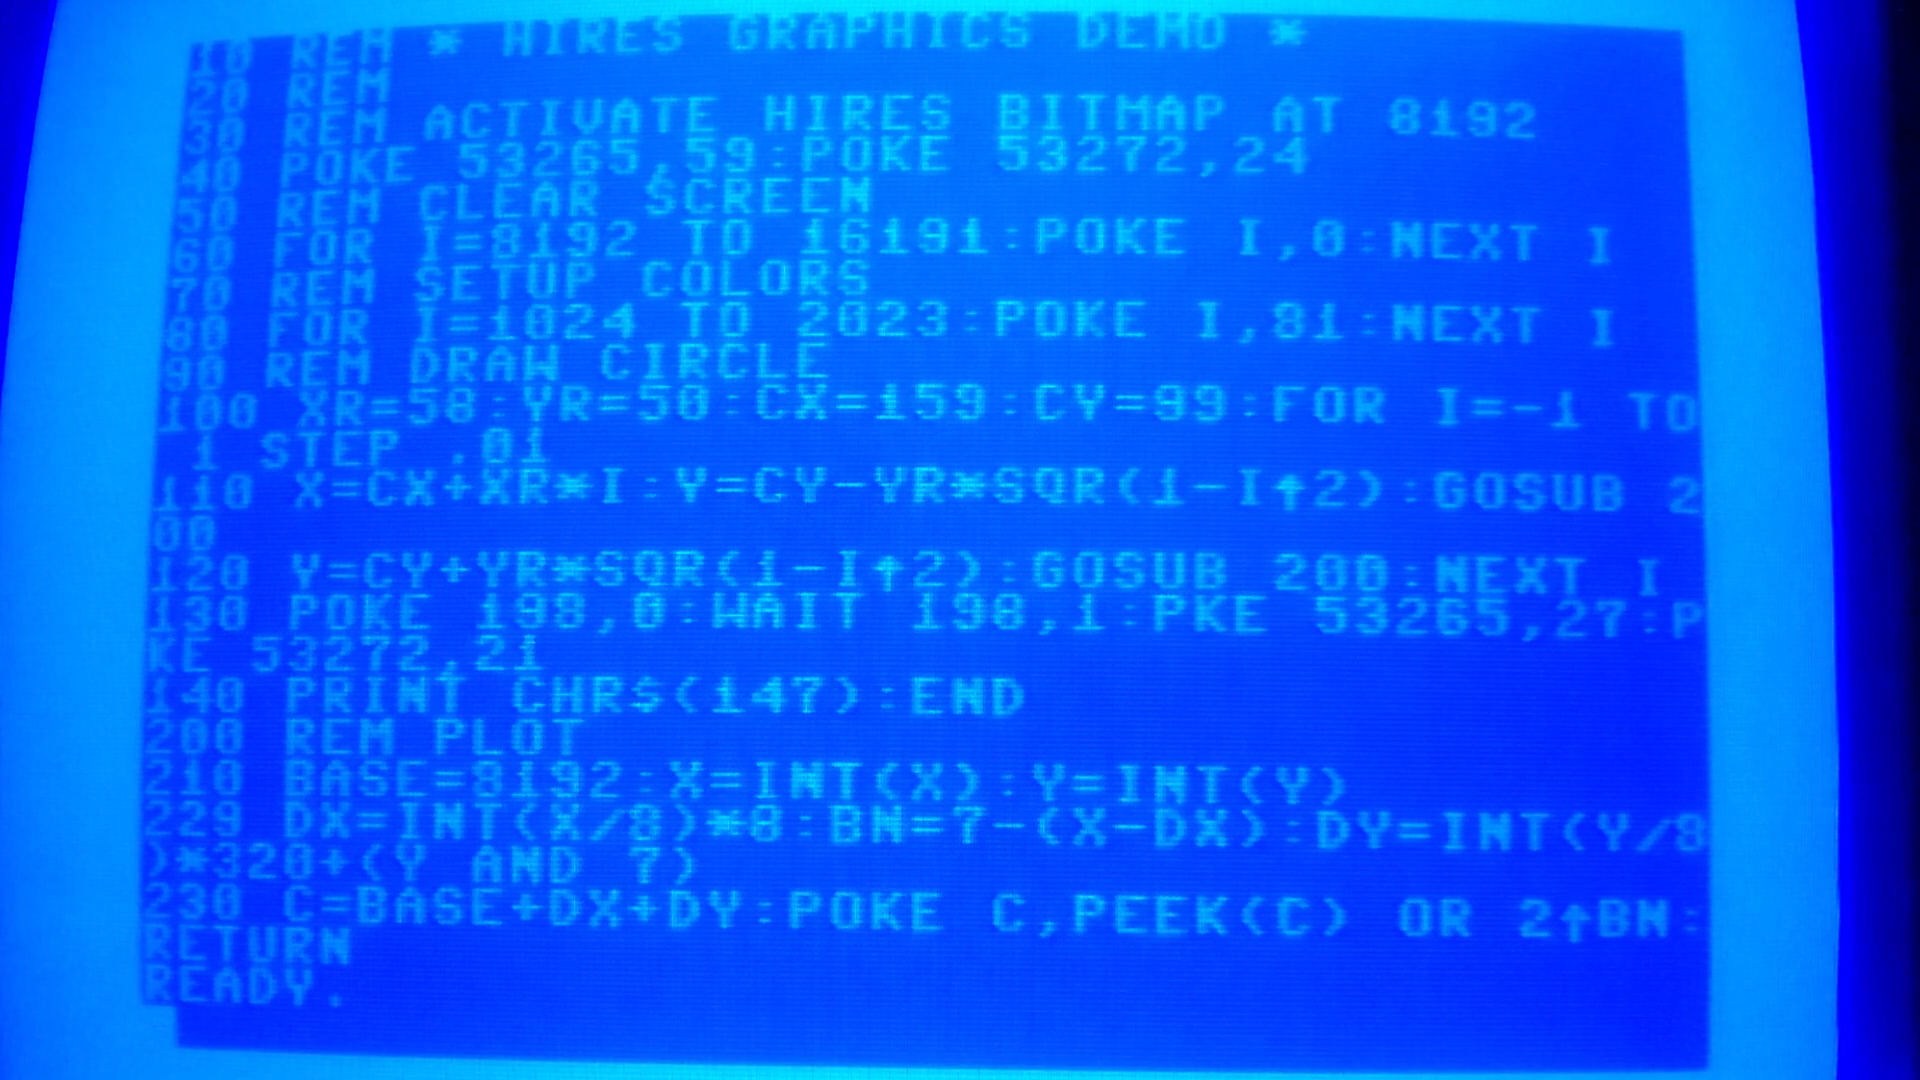 10 REM * HIRES GRAPHICS DEMO *
20 REM
30 REM ACTIVATE HIRES BITMAP AT 8192
40 POKE 53265,59:POKE 53272,24
50 REM CLEAR SCREEN
60 FOR I=8192 TO 16191:POKE I,0:NEXT I
70 REM SETUP COLORS
80 FOR I=1024 TO 2023:POKE I,81:NEXT I
90 REM DRAW CIRCLE
100 XR=50:YR=50:CX=159:CY=99:FOR I=-1 TO
 1 STEP .01
110 X=CX+XR*I:Y=CY-YR*SQR(1-I↑2):GOSUB 2
00
120 Y=CY+YR*SQR(1-I↑2):GOSUB 200:NEXT I
130 POKE 198,0:WAIT 198,1:PKE 53265,27:P
KE 53272,21
140 PRINT CHR$(147):END
200 REM PLOT
210 BASE=8192:X=INT(X):Y=INT(Y)
229 DX=INT(X/8)*8:BN=7-(X-DX):DY=INT(Y/8
)*320+(Y AND 7)
230 C=BASE+DX+DY:POKE C,PEEK(C) OR 2↑BN:
RETURN
READY.